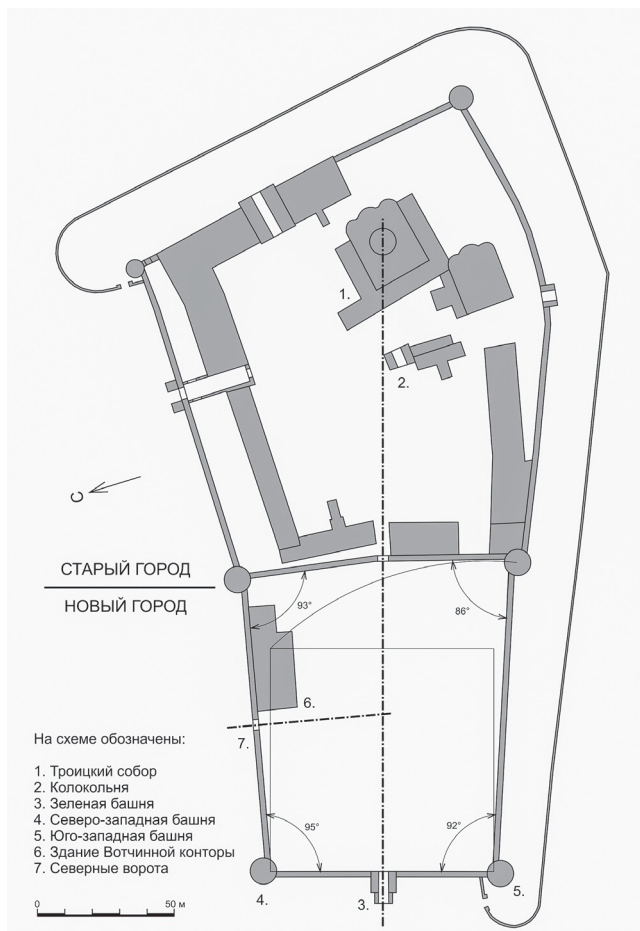 1.
2.
С
СТАРЫЙ ГОРОД
НОВЫЙ ГОРОД
93°
86°
6.
7.
На схеме обозначены:
1. Троицкий собор
2. Колокольня
3. Зеленая башня
4. Северо-западная башня
5. Юго-западная башня
6. Здание Вотчинной конторы
7. Северные ворота
95°
92°
0 50 м
4.
3.
5.